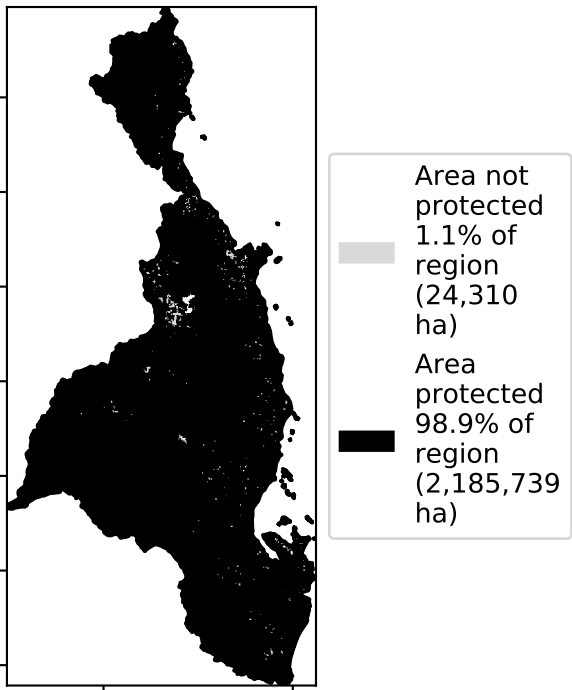 Area not
protected
1.1% of
region
(24,310
ha)
Area
protected
98.9% of
region
(2,185,739
ha)